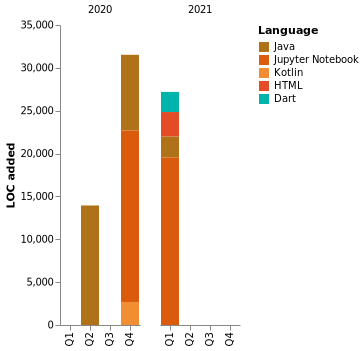 2020 2021
Language
Java
Jupyter Notebook
Kotlin
HTML
Dart
LOC added
35,000
30,000
25,000
20,000
15,000
10,000
5,000
0
Q1 Q2 Q3 Q4 Q1 Q2 Q3 Q4